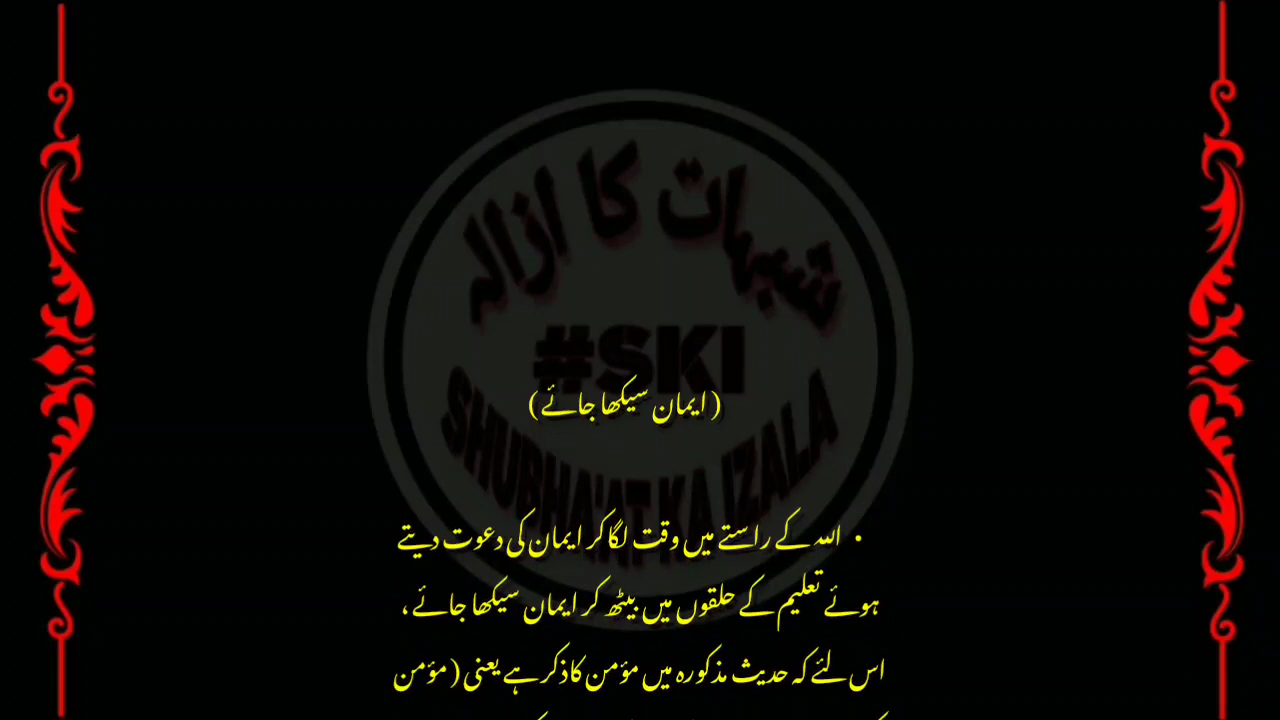 شبہات کا ازالہ
#SKI
SHUBHAAT KA IZALA
(ایمان سیکھا جائے)
• اللہ کے راستے میں وقت لگا کر ایمان کی دعوت دیتے
ہوئے تعلیم کے حلقوں میں بیٹھ کر ایمان سیکھا جائے،
اس لئے کہ حدیث مذکورہ میں مؤمن کا ذکر ہے یعنی (مؤمن